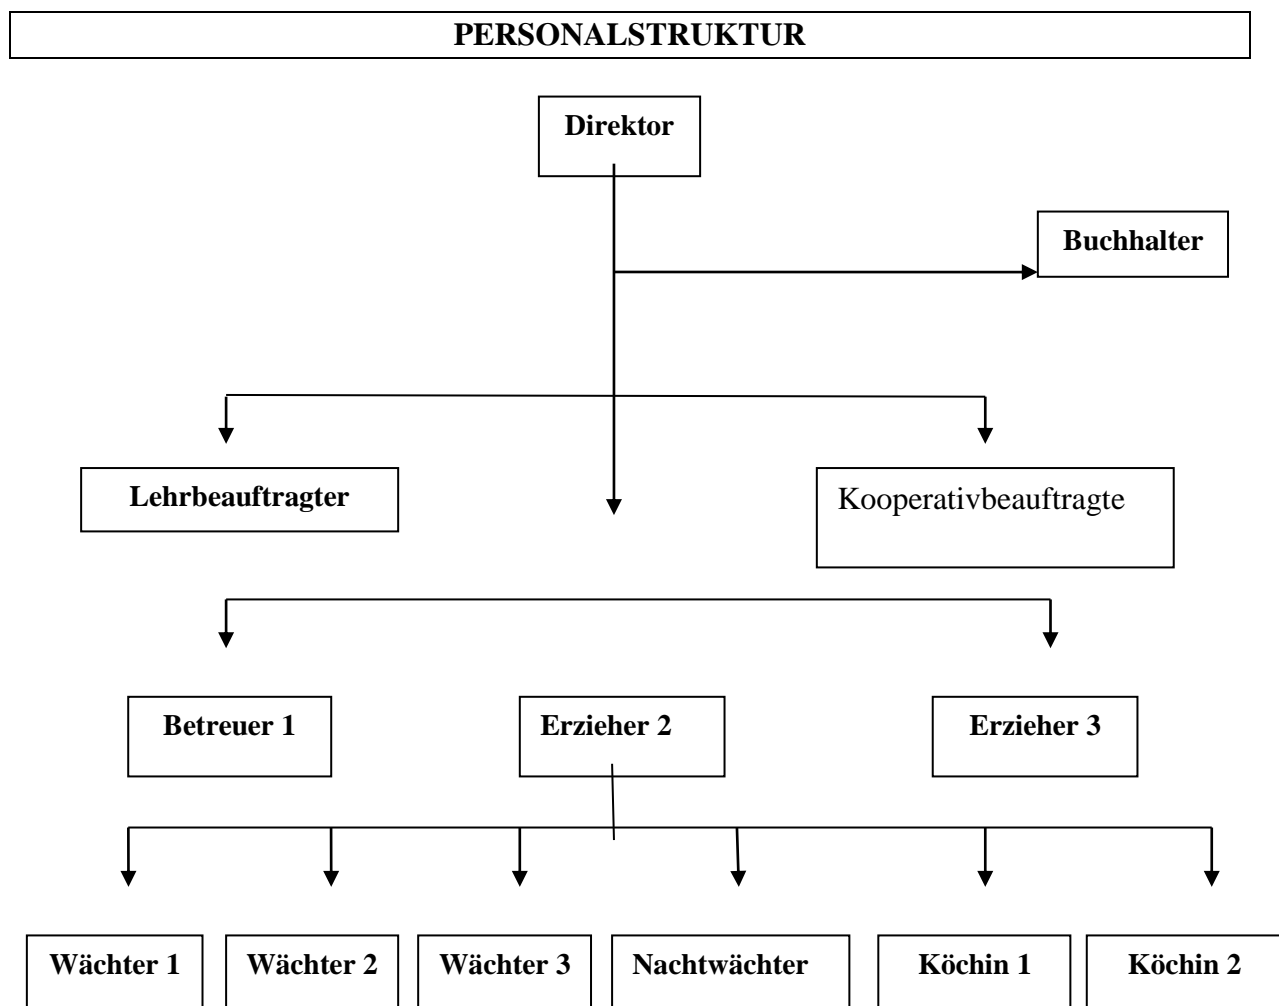 PERSONALSTRUKTUR
Direktor
Buchhalter
Lehrbeauftragter
Kooperativbeauftragte
Betreuer 1
Erzieher 2
Erzieher 3
Wächter 1
Wächter 2
Wächter 3
Nachtwächter
Köchin 1
Köchin 2